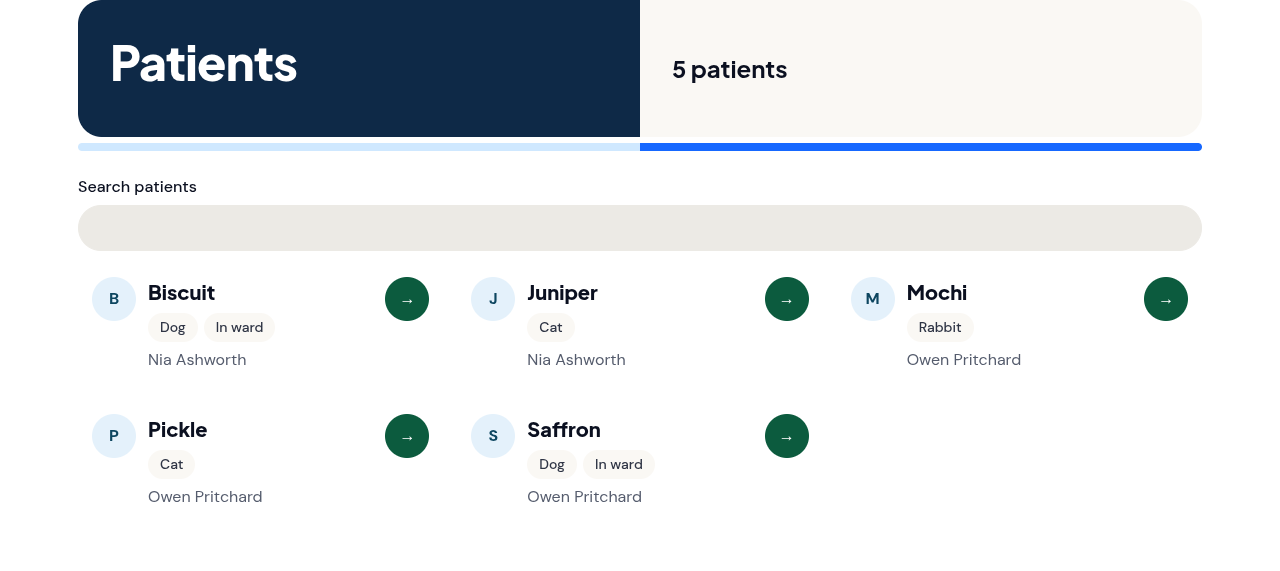 Patients
5 patients
Search patients
B
Biscuit
→
Dog
In ward
Nia Ashworth
J
Juniper
→
Cat
Nia Ashworth
M
Mochi
→
Rabbit
Owen Pritchard
P
Pickle
→
Cat
Owen Pritchard
S
Saffron
→
Dog
In ward
Owen Pritchard